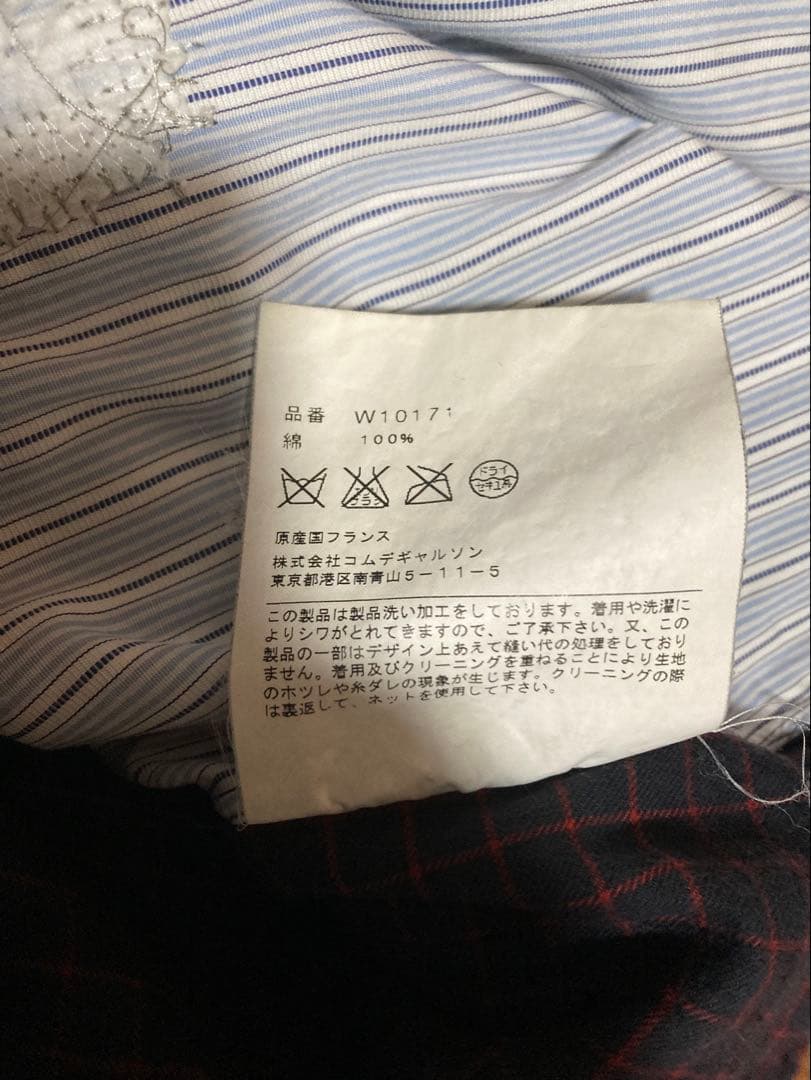 品番 W10171
綿 100%
ドライ
セキユ系
原産国フランス
株式会社コムデギャルソン
東京都港区南青山5-11-5
この製品は製品洗い加工をしております。着用や洗濯に
よりシワがとれてきますので、ご了承下さい。又、この
製品の一部はデザイン上あえて縫い代の処理をしており
ません。着用及びクリーニングを重ねることにより生地
のホツレや糸ダレの現象が生じます。クリーニングの際
は裏返して、ネットを使用して下さい。